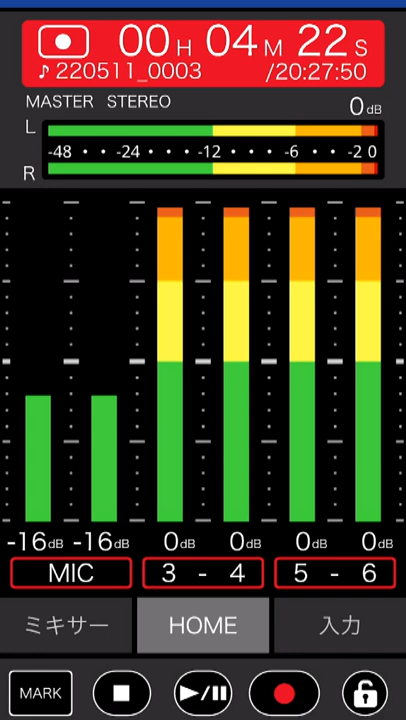 00H 04M 22S
♪220511_0003 /20:27:50
MASTER STEREO 0dB
L
-48 • • -24 • • • -12 • • • -6 • • -2 0
R
-16dB -16dB 0dB 0dB 0dB 0dB
MIC 3 - 4 5 - 6
ミキサー HOME 入力
MARK